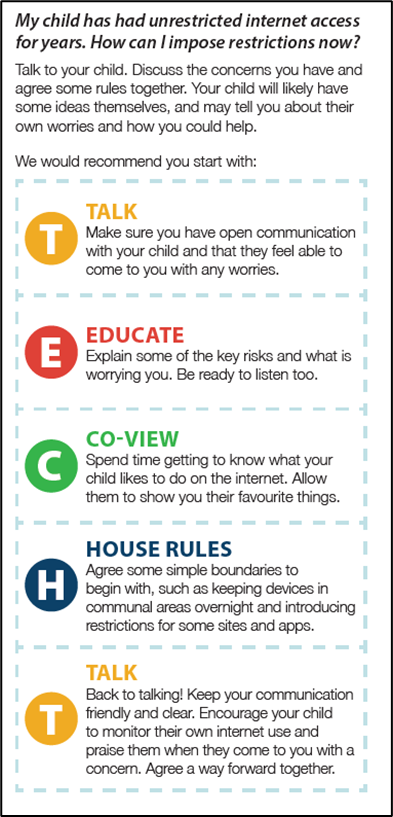 My child has had unrestricted internet access
for years. How can I impose restrictions now?
Talk to your child. Discuss the concerns you have and
agree some rules together. Your child will likely have
some ideas themselves, and may tell you about their
own worries and how you could help.
We would recommend you start with:
T
TALK
Make sure you have open communication
with your child and that they feel able to
come to you with any worries.
E
EDUCATE
Explain some of the key risks and what is
worrying you. Be ready to listen too.
C
CO-VIEW
Spend time getting to know what your
child likes to do on the internet. Allow
them to show you their favourite things.
H
HOUSE RULES
Agree some simple boundaries to
begin with, such as keeping devices in
communal areas overnight and introducing
restrictions for some sites and apps.
T
TALK
Back to talking! Keep your communication
friendly and clear. Encourage your child
to monitor their own internet use and
praise them when they come to you with a
concern. Agree a way forward together.